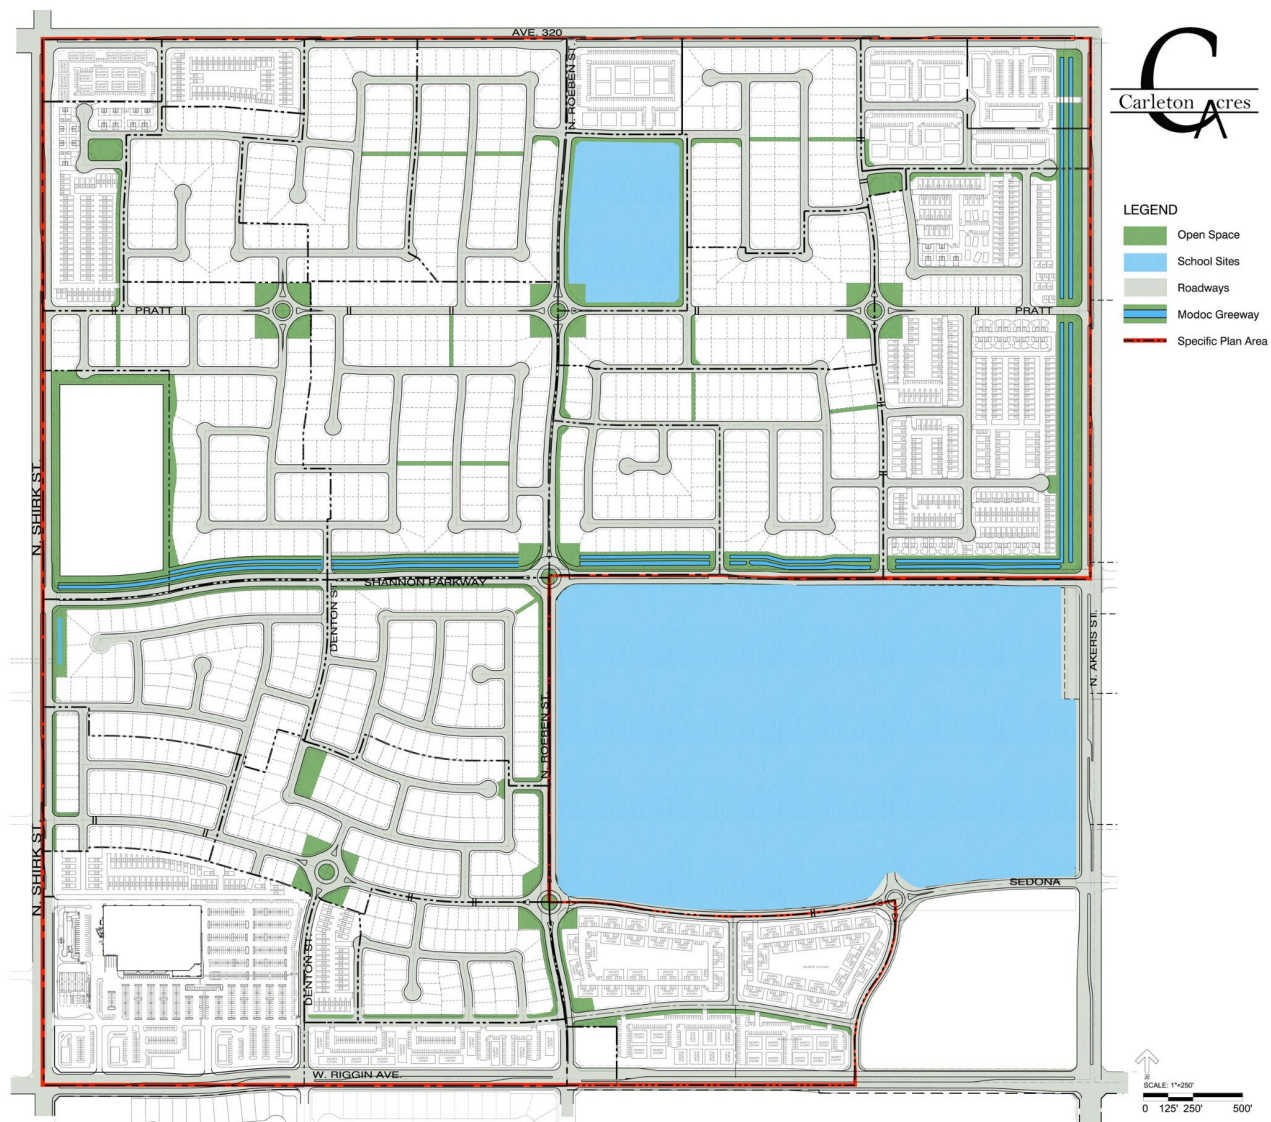 AVE. 320
N. ROEBEN ST.
Carleton Acres
CA
LEGEND
Open Space
School Sites
Roadways
Modoc Greeway
Specific Plan Area
PRATT
PRATT
N. SHIRK ST.
SHANNON PARKWAY
DENTON ST.
N. AKERS ST.
N. ROEBEN ST.
N. SHIRK ST.
SEDONA
DENTON ST.
W. RIGGIN AVE.
SCALE: 1"=250'
0 125' 250' 500'